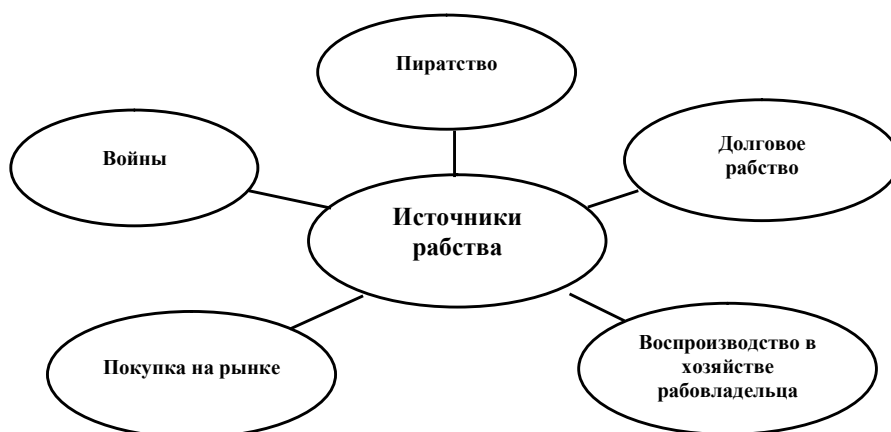 Пиратство
Войны
Долговое
рабство
Источники
рабства
Покупка на рынке
Воспроизводство в
хозяйстве
рабовладельца